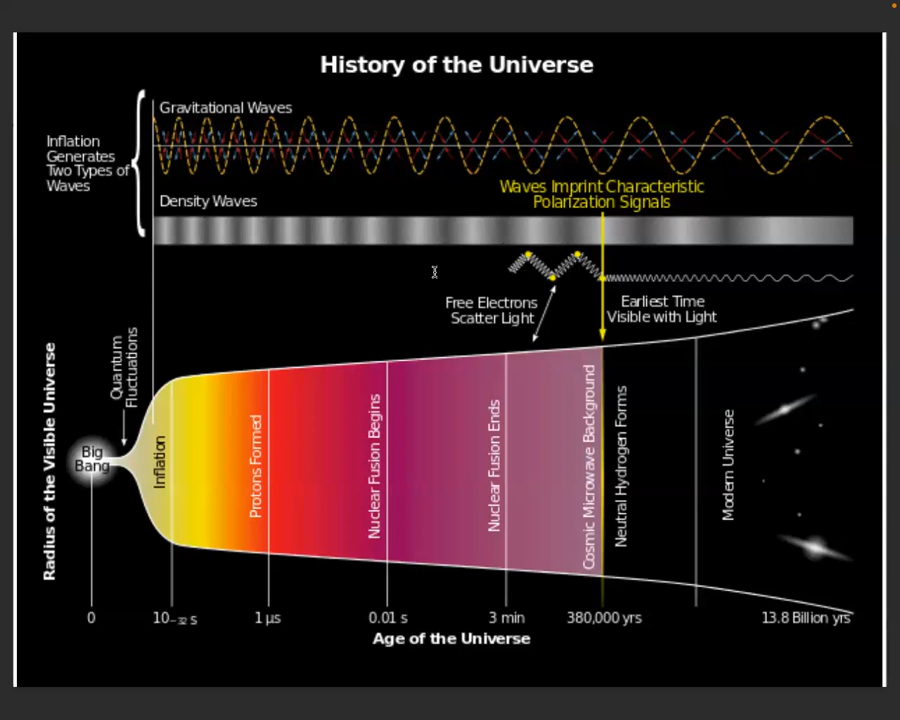 History of the Universe
Gravitational Waves
Inflation
Generates
Two Types of
Waves
Waves Imprint Characteristic
Polarization Signals
Density Waves
Free Electrons
Scatter Light
Earliest Time
Visible with Light
Radius of the Visible Universe
Quantum
Fluctuations
Big
Bang
Inflation
Protons Formed
Nuclear Fusion Begins
Nuclear Fusion Ends
Cosmic Microwave Background
Neutral Hydrogen Forms
Modern Universe
0
10−32 s
1 µs
0.01 s
3 min
380,000 yrs
13.8 Billion yrs
Age of the Universe